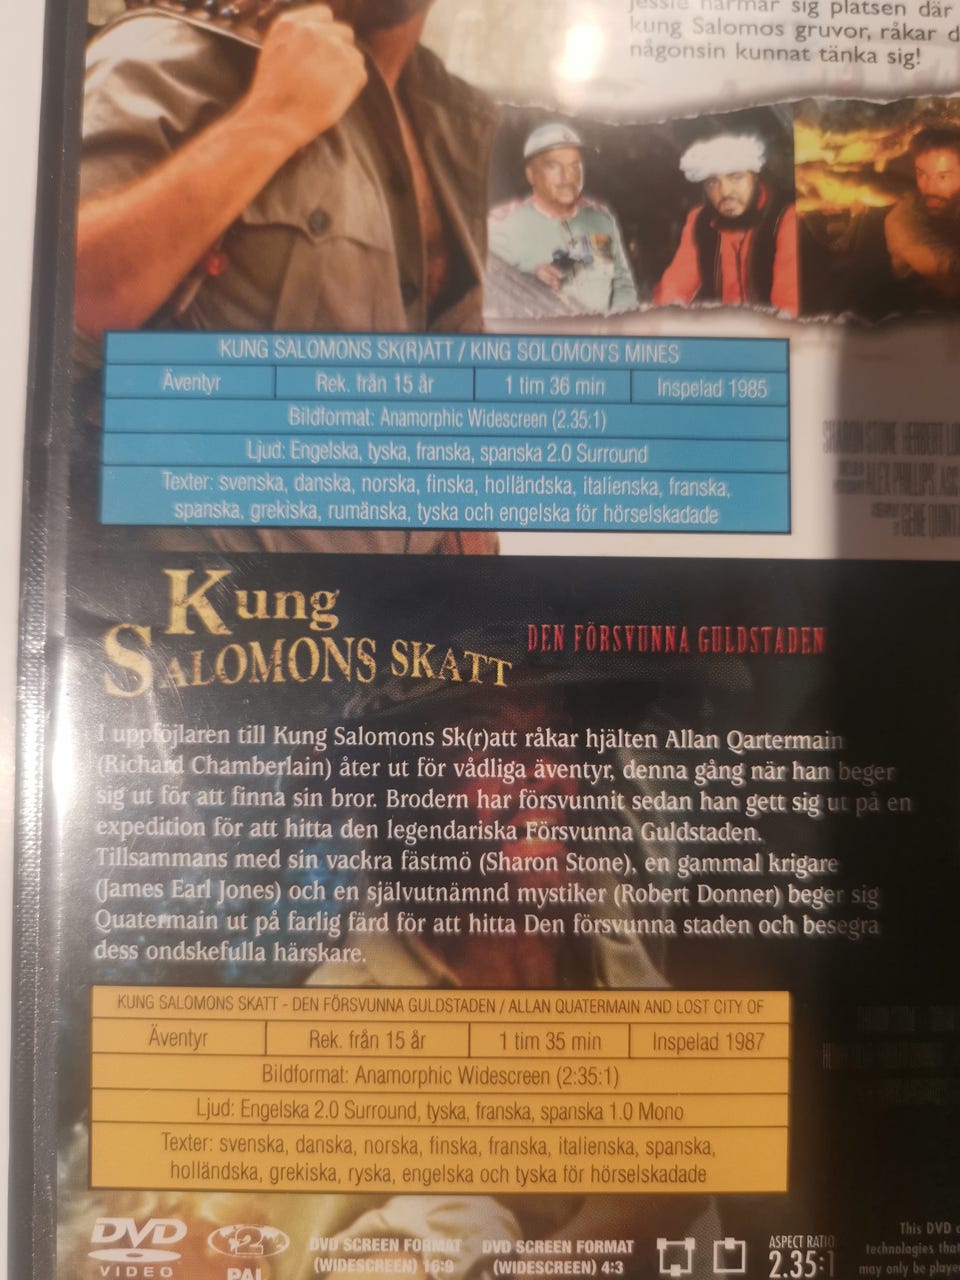 sig platsen där
kung Salomos gruvor, råkar
någonsin kunnat tänka sig!
KUNG SALOMONS SK(R)ATT / KING SOLOMON'S MINES
Äventyr
Rek. från 15 år
1 tim 36 min
Inspelad 1985
Bildformat: Anamorphic Widescreen (2.35:1)
Ljud: Engelska, tyska, franska, spanska 2.0 Surround
Texter: svenska, danska, norska, finska, holländska, italienska, franska,
spanska, grekiska, rumänska, tyska och engelska för hörselskadade
SHARON STONE HERBERT
ALEX PHILLIPS,
GENE
Kung
SALOMONS SKATT
DEN FÖRSVUNNA GULDSTADEN
I uppföjlaren till Kung Salomons Sk(r)att råkar hjälten Allan Qartermain
(Richard Chamberlain) åter ut för vådliga äventyr, denna gång när han beger
sig ut för att finna sin bror. Brodern har försvunnit sedan han gett sig ut på en
expedition för att hitta den legendariska Försvunna Guldstaden.
Tillsammans med sin vackra fästmö (Sharon Stone), en gammal krigare
(James Earl Jones) och en självutnämnd mystiker (Robert Donner) beger sig
Quatermain ut på farlig färd för att hitta Den försvunna staden och besegra
dess ondskefulla härskare.
KUNG SALOMONS SKATT - DEN FÖRSVUNNA GULDSTADEN / ALLAN QUATERMAIN AND LOST CITY OF
Äventyr
Rek. från 15 år
1 tim 35 min
Inspelad 1987
Bildformat: Anamorphic Widescreen (2:35:1)
Ljud: Engelska 2.0 Surround, tyska, franska, spanska 1.0 Mono
Texter: svenska, danska, norska, finska, franska, italienska, spanska,
holländska, grekiska, ryska, engelska och tyska för hörselskadade
DVD
VIDEO
2
PAL
DVD SCREEN FORMAT
(WIDESCREEN) 16:9
DVD SCREEN FORMAT
(WIDESCREEN) 4:3
ASPECT RATIO
2.35:1
This DVD
technologies that
may only be